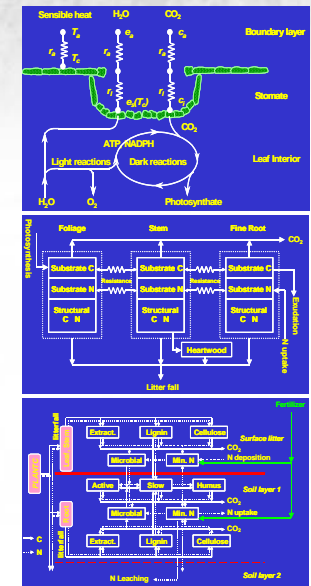 Sensible heat H₂O CO₂
Boundary layer
Tₐ eₐ cₐ
rₐ rₐ rₐ
T꜀
Stomate
rₗ rₗ
eₛ(T꜀) cᵢ
CO₂
ATP NADPH
Light reactions Dark reactions Leaf Interior
H₂O O₂ Photosynthate
Photosynthesis
Foliage Stem Fine Root
CO₂
Substrate C Substrate C Substrate C
Resistance Resistance
Substrate N Substrate N Substrate N
Structural Structural Structural
C N C N C N
Exudation
N uptake
Heartwood
Litter fall
Fertilizer
litterfall
Extract. Lignin Cellulose Surface litter
CO₂
Microbial Min. N N deposition
PLANTS
Active Slow Humus Soil layer 1
CO₂
Root
Microbial Min. N N uptake
CO₂
litterfall
C
Extract. Lignin Cellulose
N
Soil layer 2
N Leaching